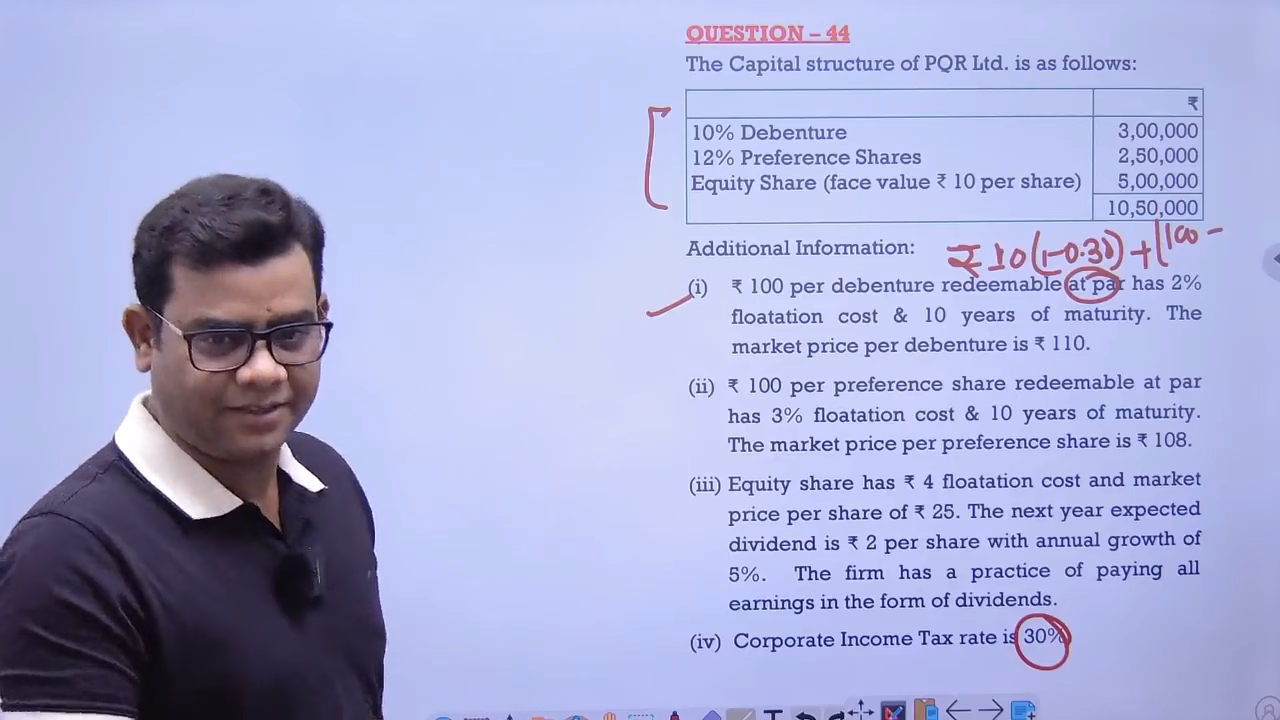 QUESTION – 44
The Capital structure of PQR Ltd. is as follows:
₹
10% Debenture 3,00,000
12% Preference Shares 2,50,000
Equity Share (face value ₹ 10 per share) 5,00,000
10,50,000
Additional Information:
₹ 10 (1-0.30) + (100 -
(i) ₹ 100 per debenture redeemable at par has 2%
floatation cost & 10 years of maturity. The
market price per debenture is ₹ 110.
(ii) ₹ 100 per preference share redeemable at par
has 3% floatation cost & 10 years of maturity.
The market price per preference share is ₹ 108.
(iii) Equity share has ₹ 4 floatation cost and market
price per share of ₹ 25. The next year expected
dividend is ₹ 2 per share with annual growth of
5%. The firm has a practice of paying all
earnings in the form of dividends.
(iv) Corporate Income Tax rate is 30%